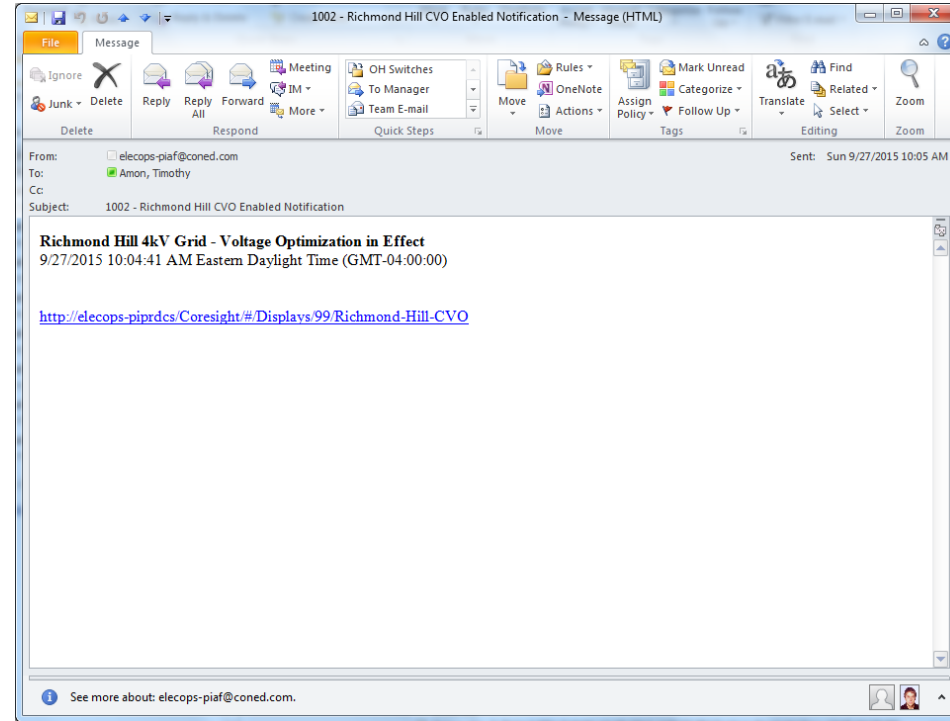 1002 - Richmond Hill CVO Enabled Notification - Message (HTML)
File Message
Ignore
Junk
Delete
Reply
Reply All
Forward
Meeting
IM
More
OH Switches
To Manager
Team E-mail
Move
Rules
OneNote
Actions
Assign Policy
Mark Unread
Categorize
Follow Up
Translate
Find
Related
Select
Zoom
Delete Respond Quick Steps Move Tags Editing Zoom
From: elecops-piaf@coned.com Sent: Sun 9/27/2015 10:05 AM
To: Amon, Timothy
Cc:
Subject: 1002 - Richmond Hill CVO Enabled Notification
Richmond Hill 4kV Grid - Voltage Optimization in Effect
9/27/2015 10:04:41 AM Eastern Daylight Time (GMT-04:00:00)
http://elecops-piprdcs/Coresight/#/Displays/99/Richmond-Hill-CVO
See more about: elecops-piaf@coned.com.